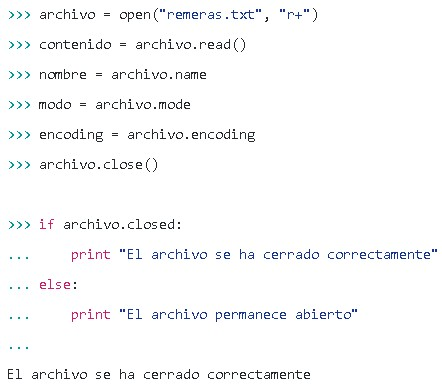 >>> archivo = open("remeras.txt", "r+")
>>> contenido = archivo.read()
>>> nombre = archivo.name
>>> modo = archivo.mode
>>> encoding = archivo.encoding
>>> archivo.close()
>>> if archivo.closed:
...     print "El archivo se ha cerrado correctamente"
... else:
...     print "El archivo permanece abierto"
...
El archivo se ha cerrado correctamente